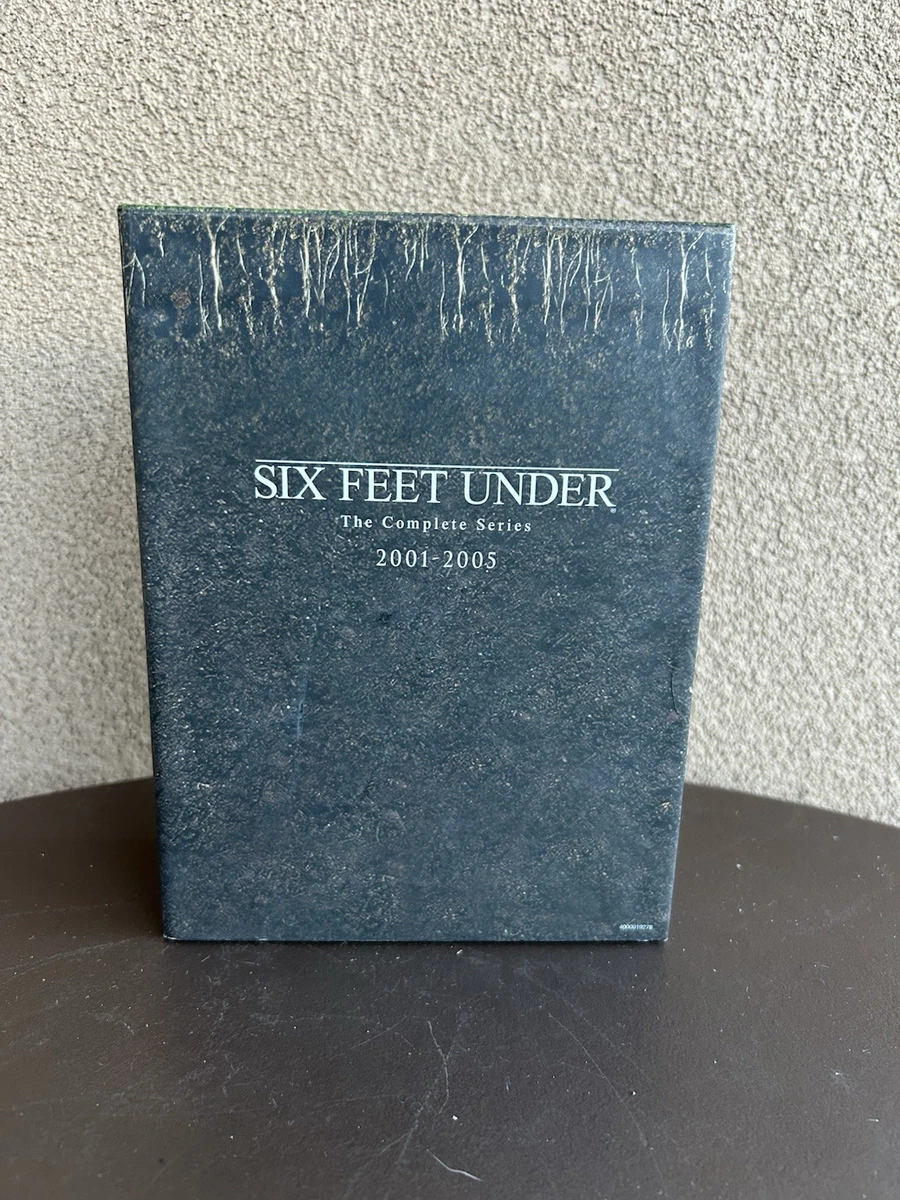 SIX FEET UNDER®
The Complete Series
2001-2005